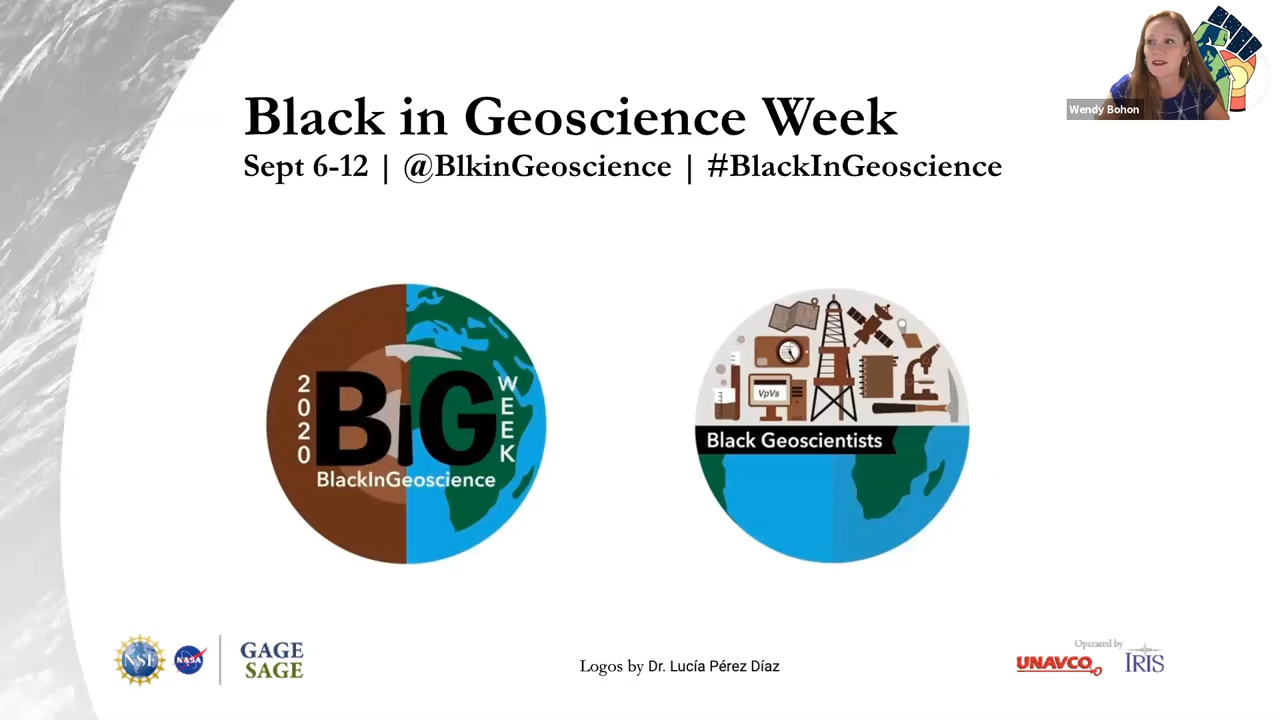 Wendy Bohon
Black in Geoscience Week
Sept 6-12 | @BlkinGeoscience | #BlackInGeoscience
2020
BiG
WEEK
BlackInGeoscience
VpVs
Black Geoscientists
NSF
NASA
GAGE
SAGE
Logos by Dr. Lucía Pérez Díaz
Operated by
UNAVCO
IRIS